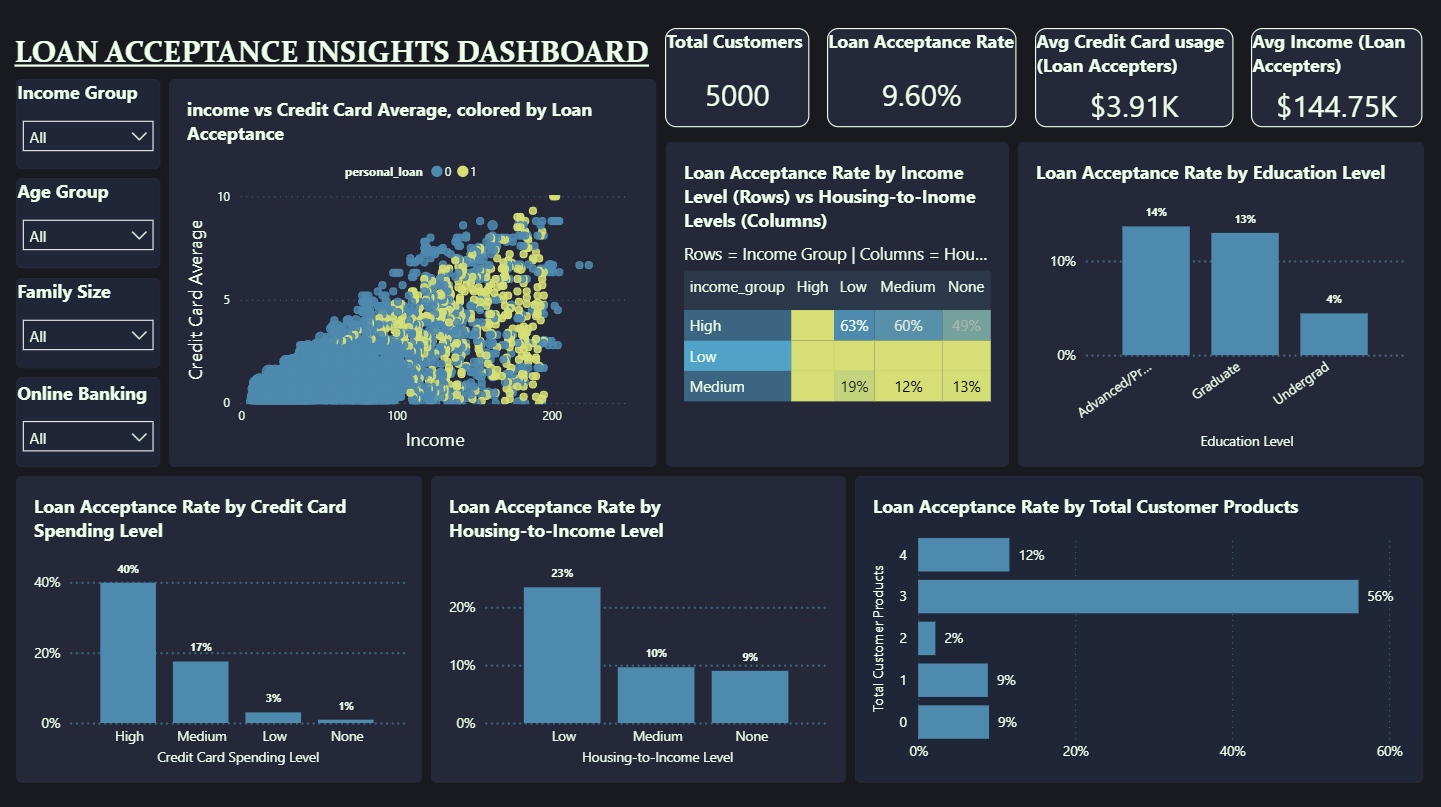 LOAN ACCEPTANCE INSIGHTS DASHBOARD
Total Customers
5000
Loan Acceptance Rate
9.60%
Avg Credit Card usage
(Loan Accepters)
$3.91K
Avg Income (Loan
Accepters)
$144.75K
Income Group
All
Age Group
All
Family Size
All
Online Banking
All
income vs Credit Card Average, colored by Loan
Acceptance
personal_loan 0 1
Credit Card Average
10
5
0
0 100 200
Income
Loan Acceptance Rate by Income
Level (Rows) vs Housing-to-Inome
Levels (Columns)
Rows = Income Group | Columns = Hou...
income_group High Low Medium None
High 63% 60% 49%
Low
Medium 19% 12% 13%
Loan Acceptance Rate by Education Level
10%
0%
14%
13%
4%
Advanced/Pr...
Graduate
Undergrad
Education Level
Loan Acceptance Rate by Credit Card
Spending Level
40%
20%
0%
40%
17%
3%
1%
High Medium Low None
Credit Card Spending Level
Loan Acceptance Rate by
Housing-to-Income Level
20%
10%
0%
23%
10%
9%
Low Medium None
Housing-to-Income Level
Loan Acceptance Rate by Total Customer Products
Total Customer Products
4 12%
3 56%
2 2%
1 9%
0 9%
0% 20% 40% 60%